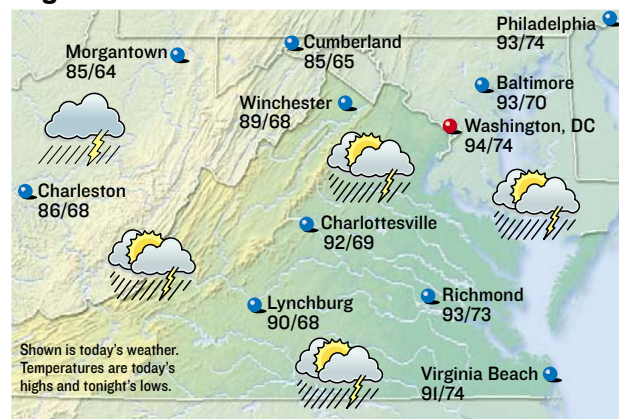 Philadelphia
93/74
Morgantown
85/64
Cumberland
85/65
Baltimore
93/70
Winchester
89/68
Washington, DC
94/74
Charleston
86/68
Charlottesville
92/69
Lynchburg
90/68
Richmond
93/73
Shown is today's weather.
Temperatures are today's
highs and tonight's lows.
Virginia Beach
91/74